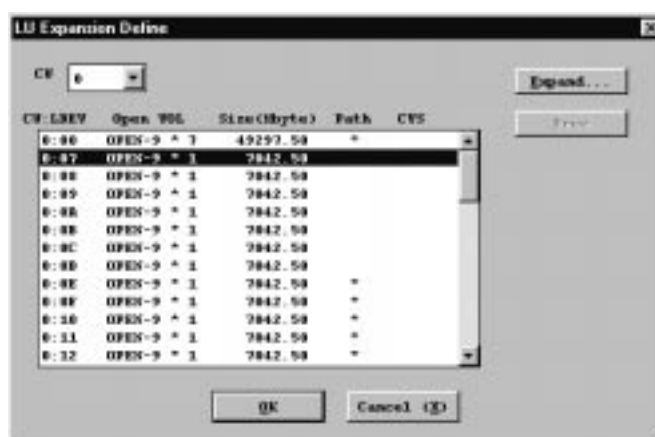 LU Expansion Define
CU 0
Expand...
CU:LDEV Open VOL Size(Mbyte) Path CVS
0:00 OPEN-9 * 7 49297.50 *
0:07 OPEN-9 * 1 7042.50
0:08 OPEN-9 * 1 7042.50
0:09 OPEN-9 * 1 7042.50
0:0A OPEN-9 * 1 7042.50
0:0B OPEN-9 * 1 7042.50
0:0C OPEN-9 * 1 7042.50
0:0D OPEN-9 * 1 7042.50
0:0E OPEN-9 * 1 7042.50 *
0:0F OPEN-9 * 1 7042.50 *
0:10 OPEN-9 * 1 7042.50 *
0:11 OPEN-9 * 1 7042.50 *
0:12 OPEN-9 * 1 7042.50 *
OK Cancel (X)